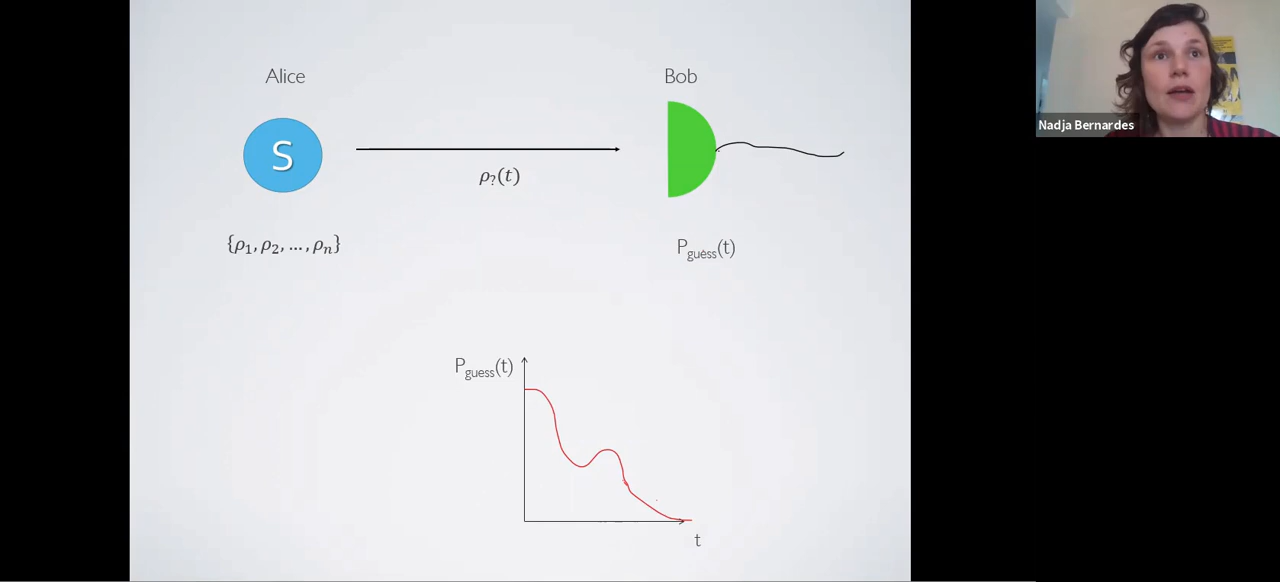 Alice
Bob
S
ρ?(t)
{ρ1, ρ2, ..., ρn}
Pguess(t)
Pguess(t)
t
Nadja Bernardes